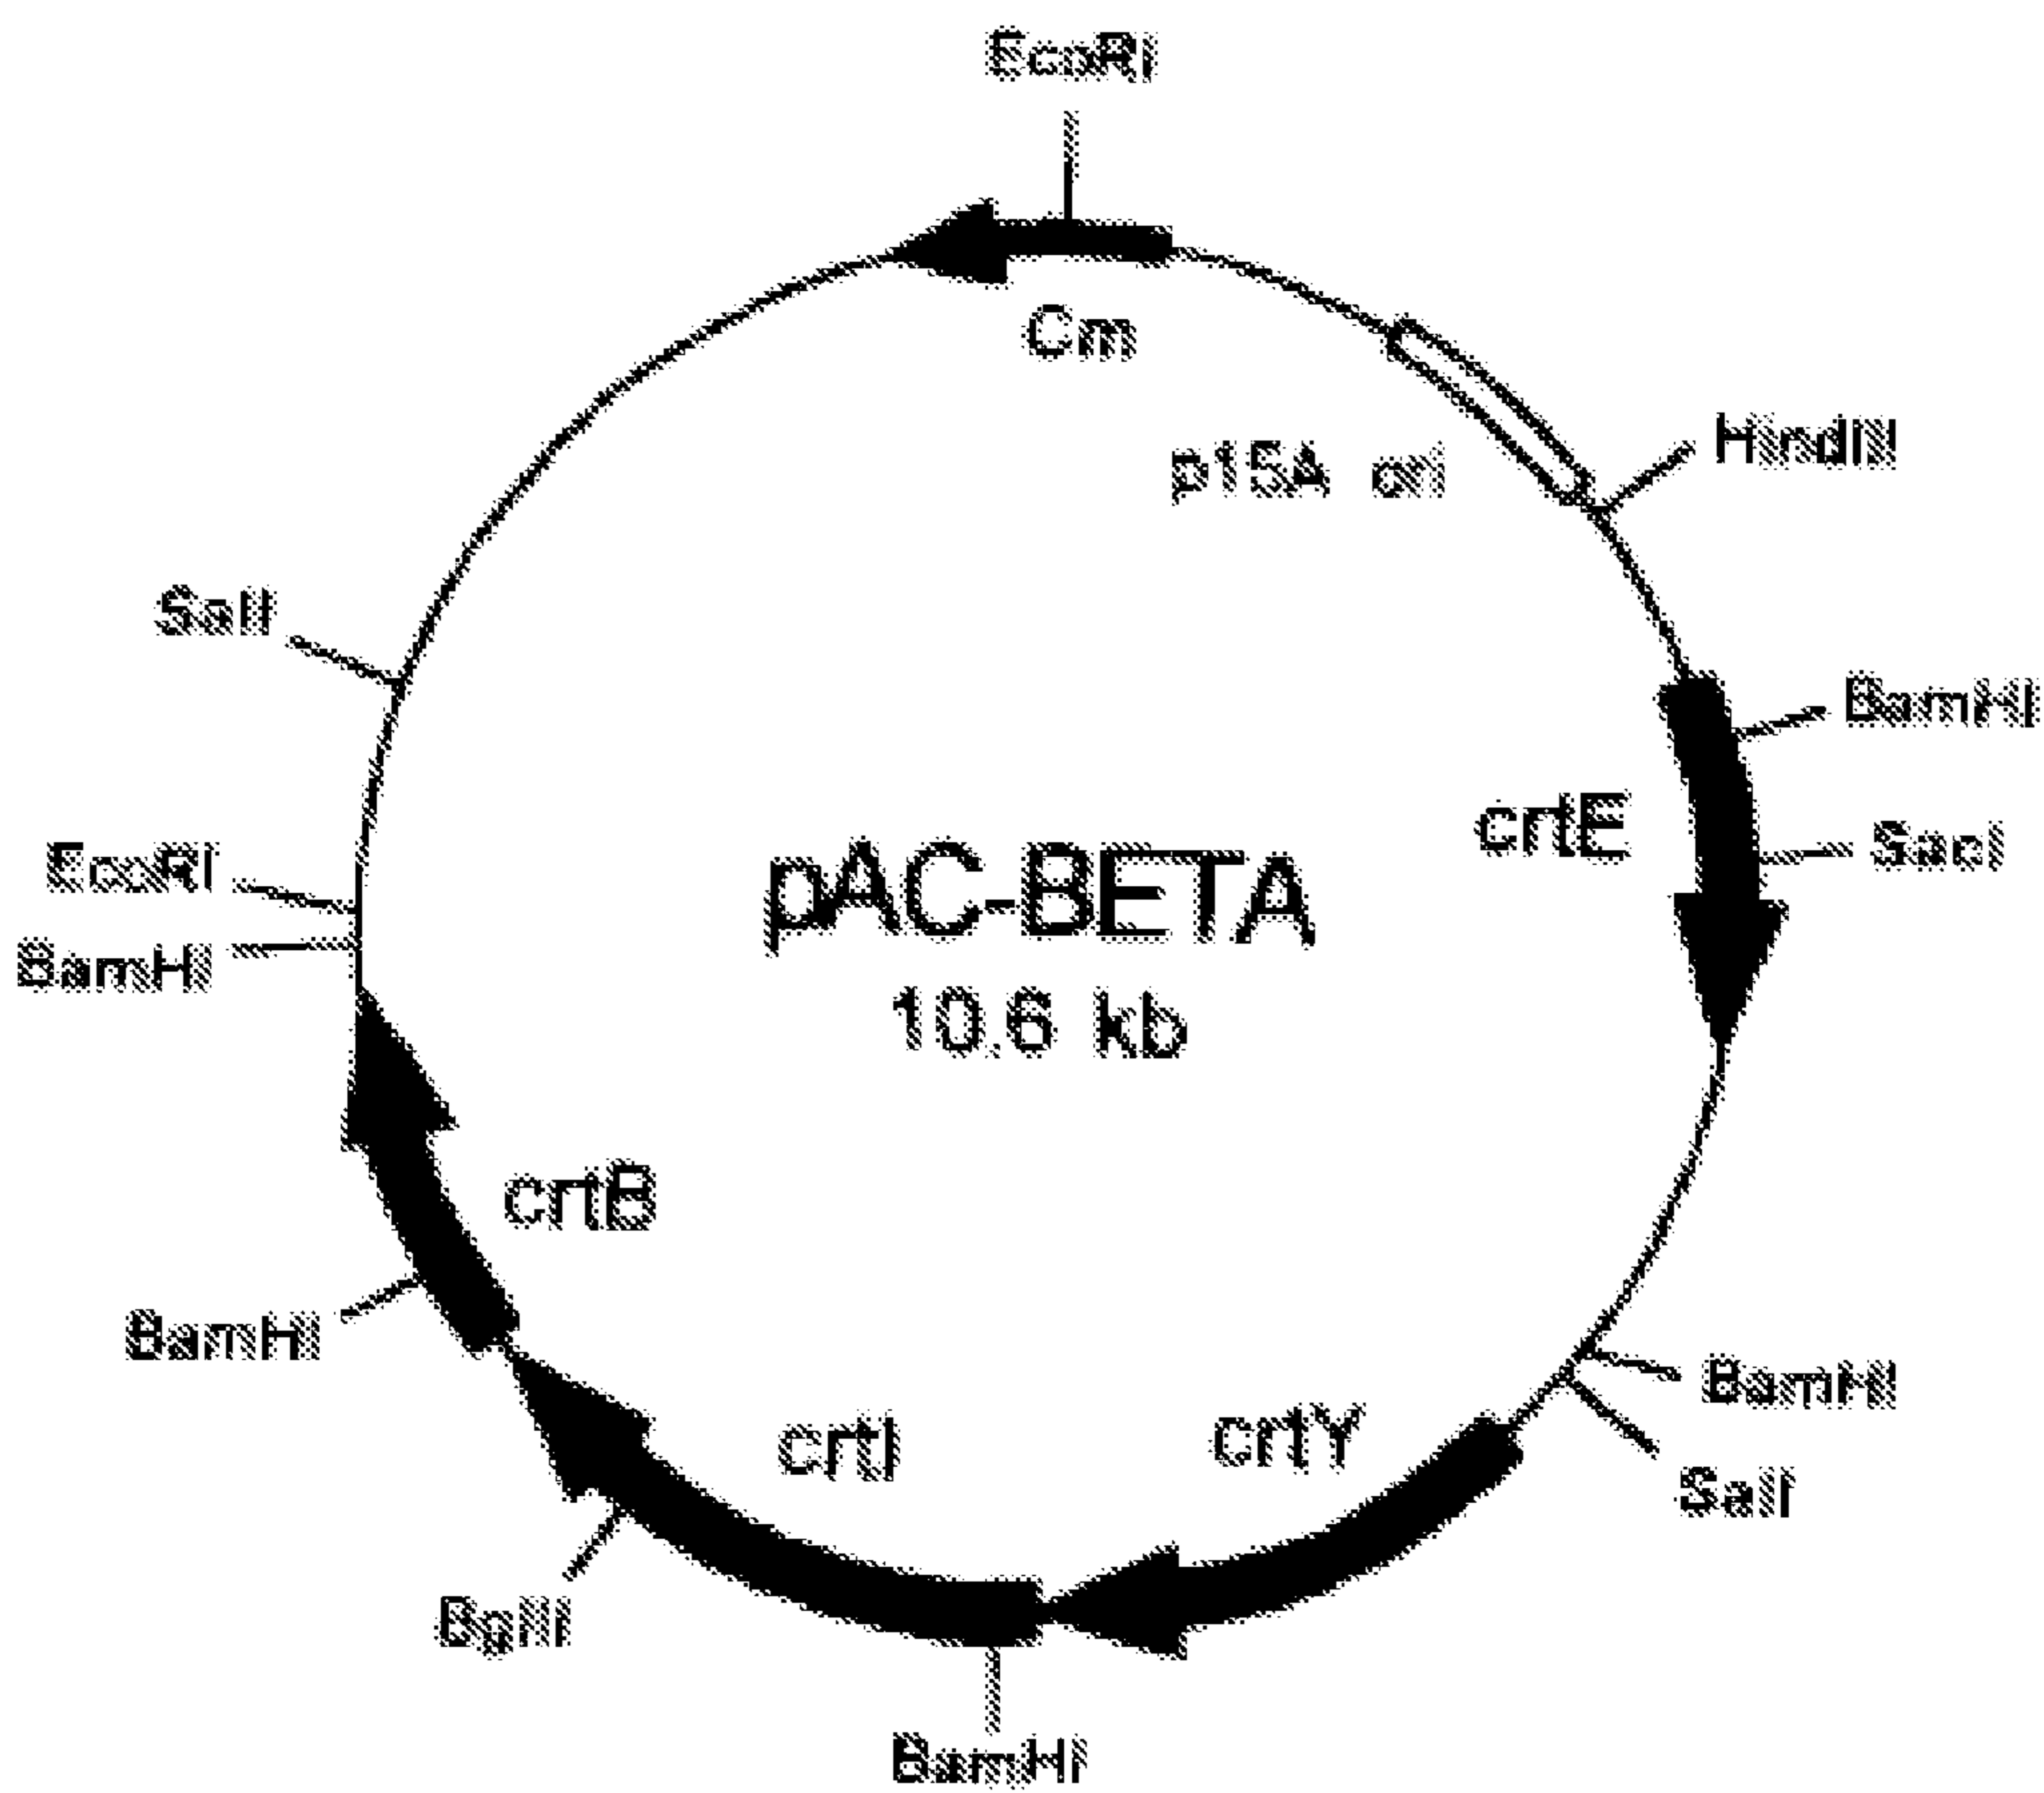 EcoRI
Cm
p15A ori
HindIII
SalI
BamHI
crtE
SacI
EcoRI
pAC-BETA
BamHI
10.6 kb
crtB
BamHI
BamHI
crtI
crtY
SalI
BglII
BamHI